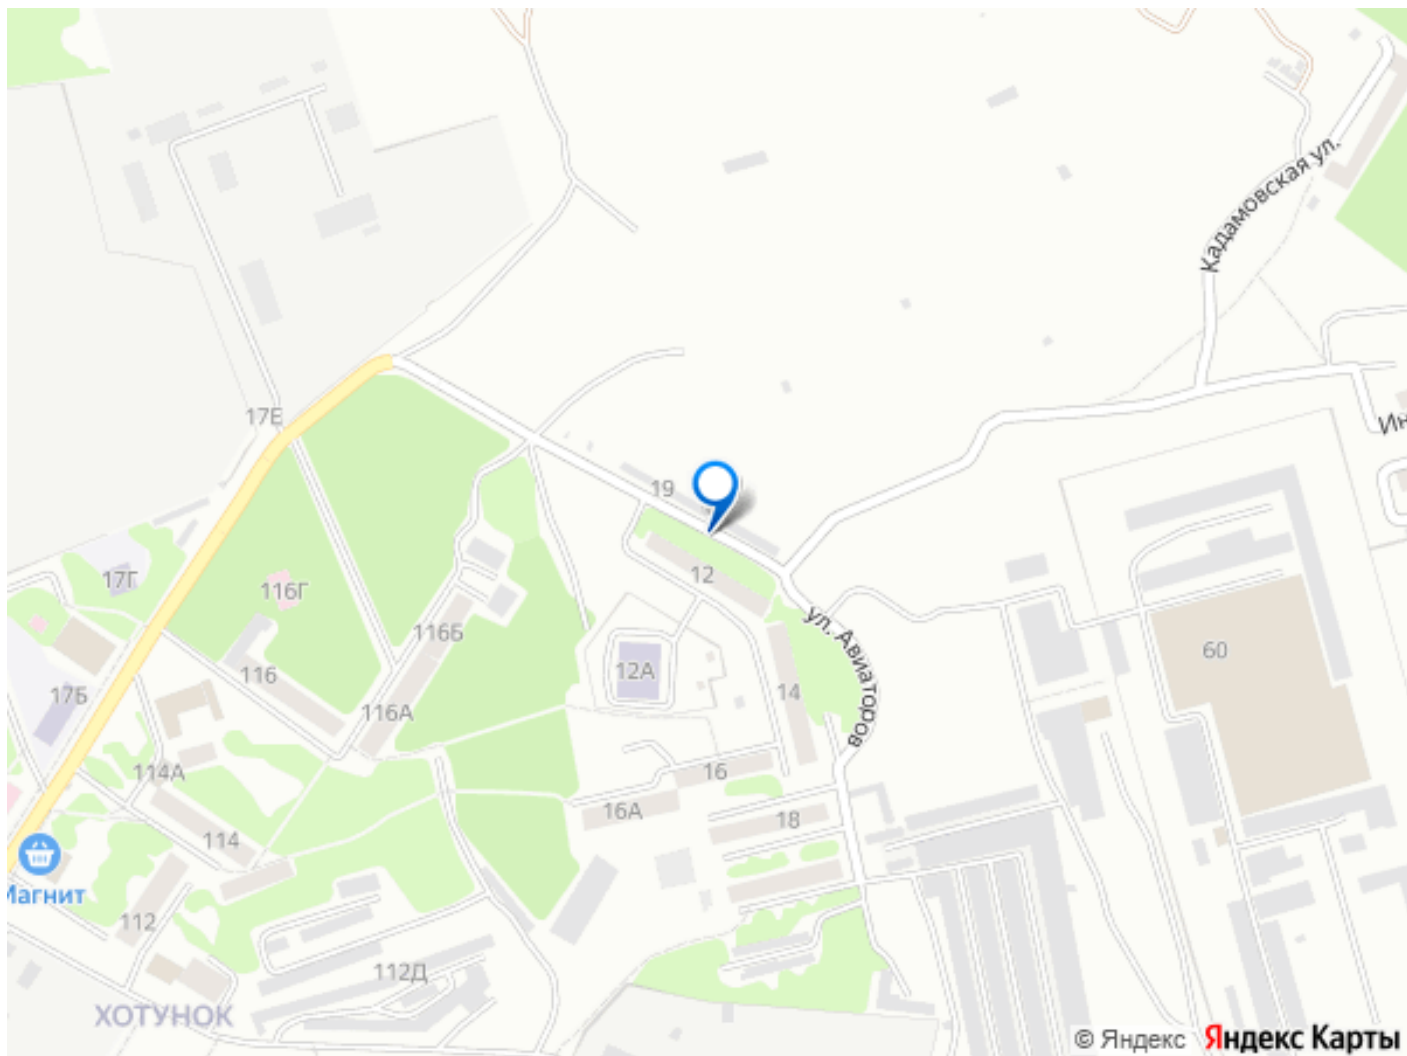 Кадамовская ул.
17Е
Ин
19
17Г
116Г
12
116Б
ул. Авиаторов
60
12А
116
17Б
14
116А
114А
16
16А
18
114
Магнит
112
112Д
ХОТУНОК
© Яндекс Яндекс Карты